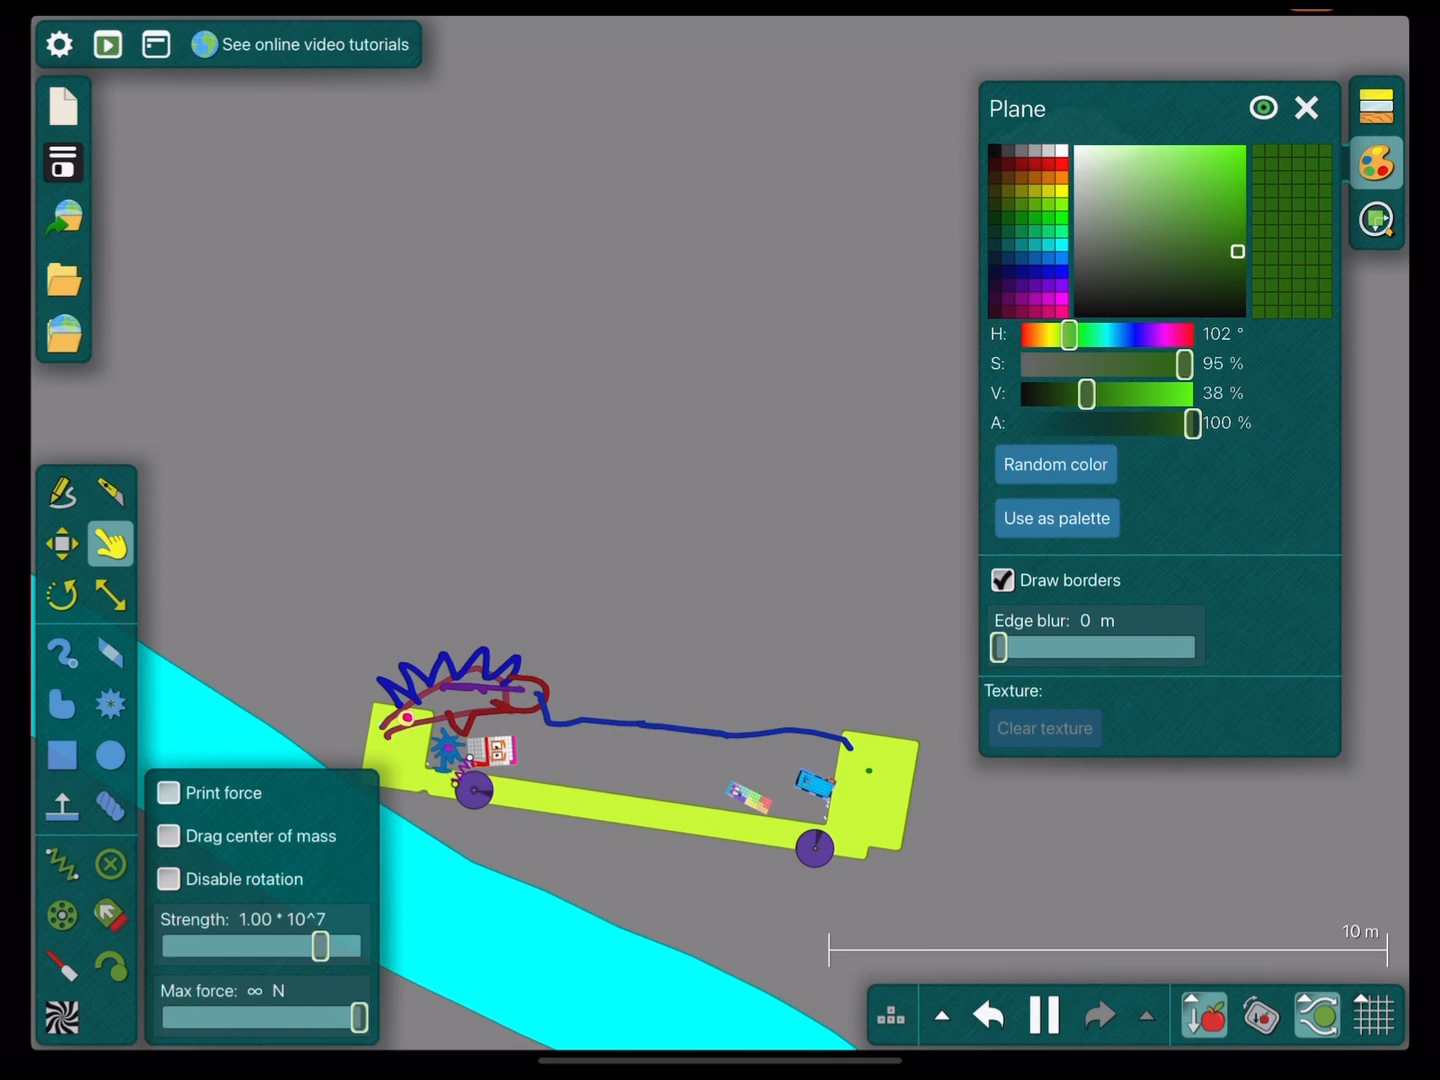 See online video tutorials
Plane
H: 102 °
S: 95 %
V: 38 %
A: 100 %
Random color
Use as palette
Draw borders
Edge blur: 0 m
Texture:
Clear texture
Print force
Drag center of mass
Disable rotation
Strength: 1.00 * 10^7
Max force: ∞ N
10 m